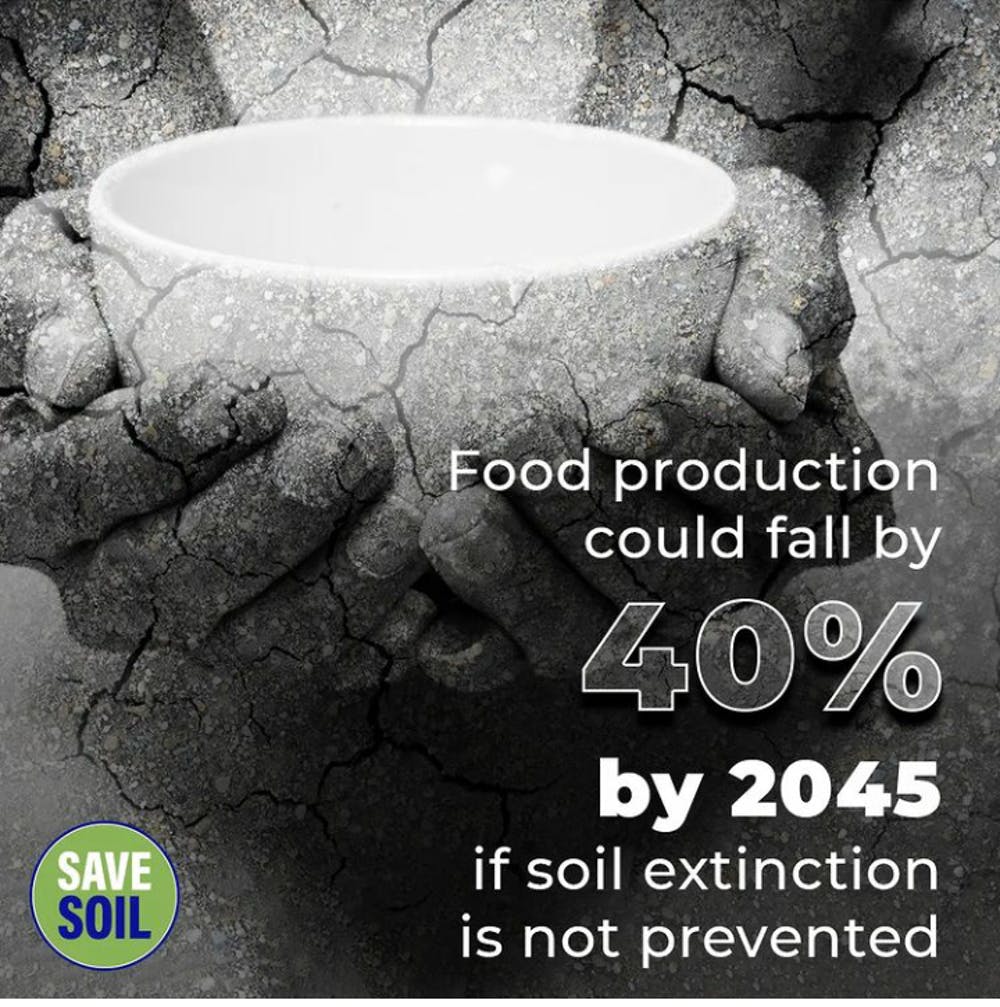 Food production
could fall by
40%
by 2045
if soil extinction
is not prevented
SAVE
SOIL